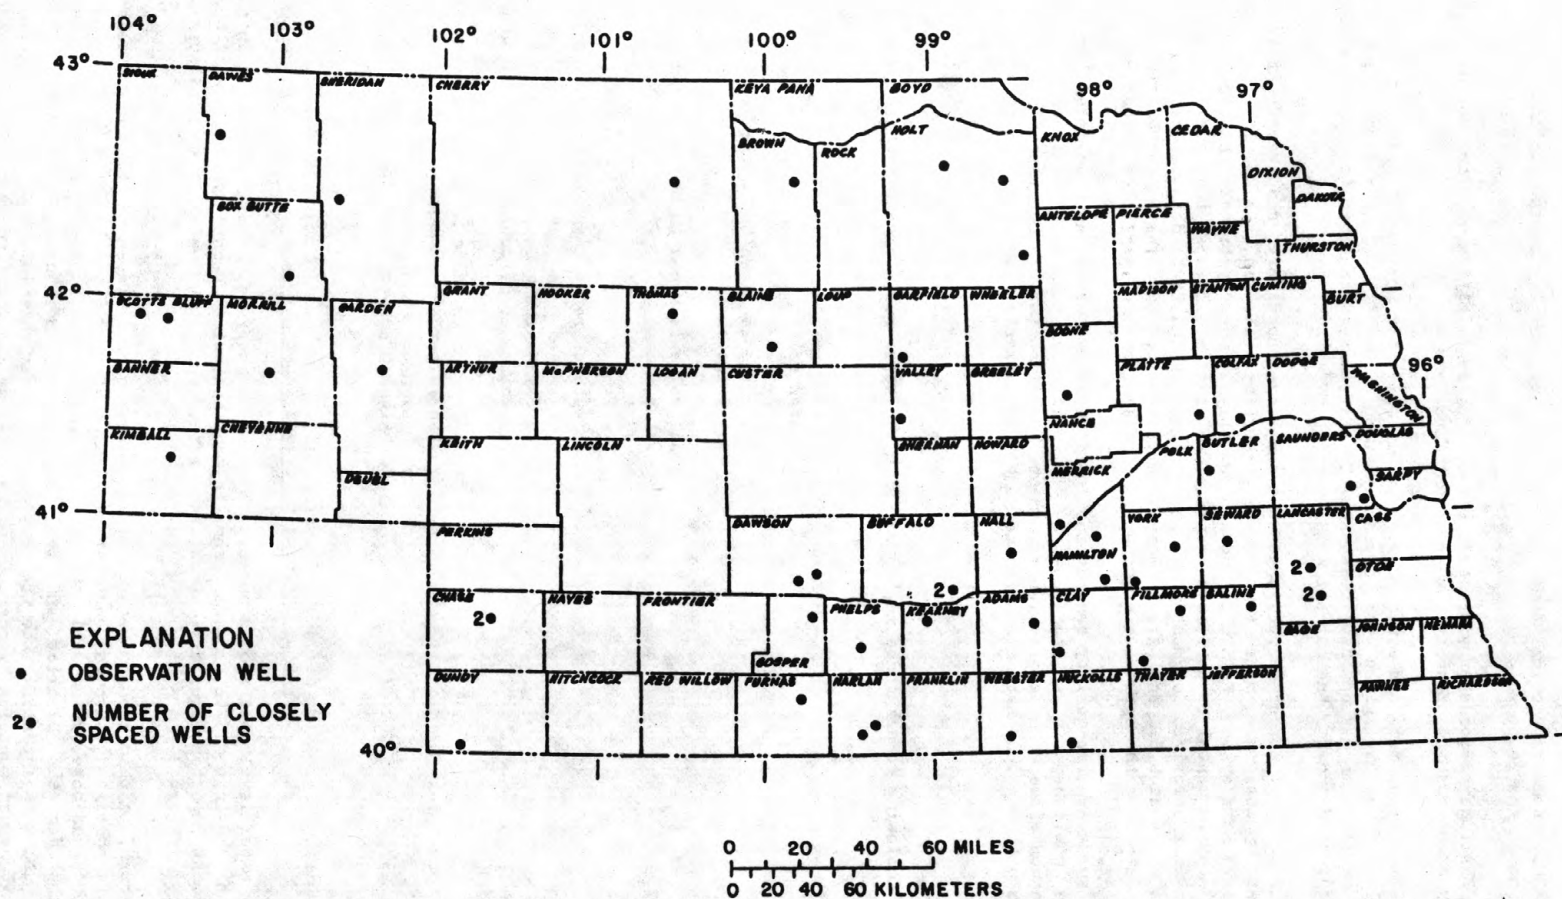 104°
103°
102°
101°
100°
99°
98°
97°
43°
SIOUX DAWES SHERIDAN CHERRY KEYA PAHA BOYD
HOLT
BROWN ROCK KNOX CEDAR
DIXION
BOX BUTTE DAKOTA
ANTELOPE PIERCE WAYNE
THURSTON
42°
SCOTTS BLUFF MORRILL GARDEN GRANT HOOKER THOMAS BLAINE LOUP GARFIELD WHEELER MADISON STANTON CUMING BURT
BOONE
BANNER ARTHUR McPHERSON LOGAN CUSTER VALLEY GREELEY PLATTE COLFAX DODGE WASHINGTON
96°
KIMBALL CHEYENNE KEITH LINCOLN SHERMAN HOWARD NANCE MERRICK POLK BUTLER SAUNDERS DOUGLAS
DEUEL SARPY
41°
PERKINS DAWSON BUFFALO HALL HAMILTON YORK SEWARD LANCASTER CASS
2 2 OTOE
CHASE HAYES FRONTIER PHELPS KEARNEY ADAMS CLAY FILLMORE SALINE
2 2
GOSPER GAGE JOHNSON NEMAHA
DUNDY HITCHCOCK RED WILLOW FURNAS HARLAN FRANKLIN WEBSTER NUCKOLLS THAYER JEFFERSON PAWNEE RICHARDSON
40°
EXPLANATION
OBSERVATION WELL
2 NUMBER OF CLOSELY
SPACED WELLS
0 20 40 60 MILES
0 20 40 60 KILOMETERS